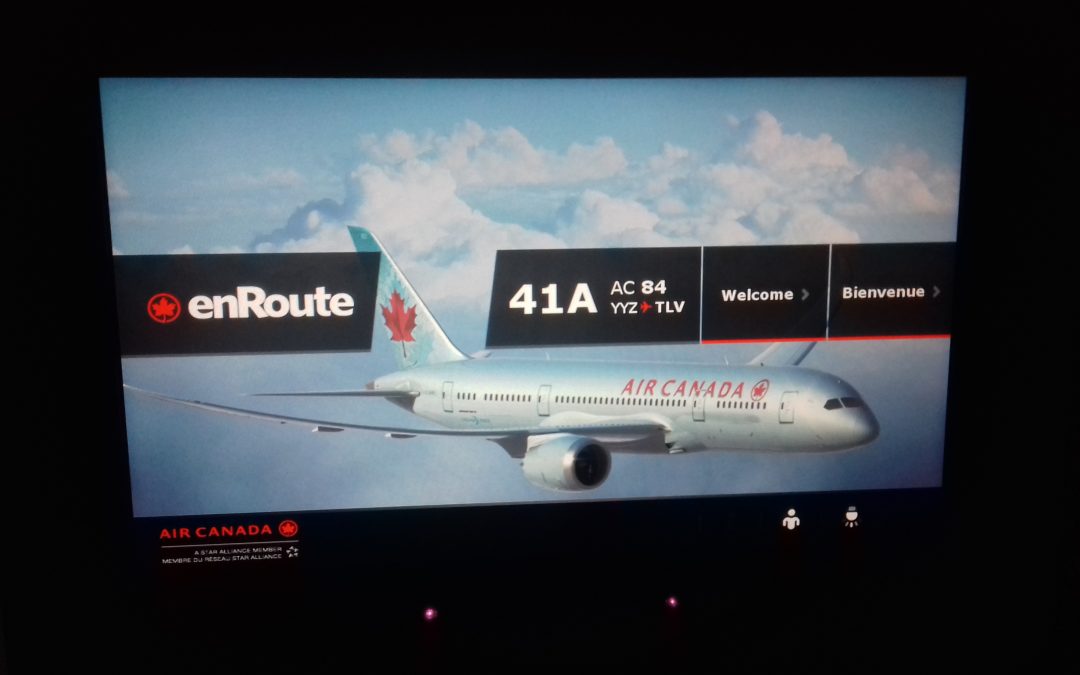 enRoute
41A
AC 84
YYZ TLV
Welcome
Bienvenue
AIR CANADA
AIR CANADA
A STAR ALLIANCE MEMBER
MEMBRE DU RÉSEAU STAR ALLIANCE